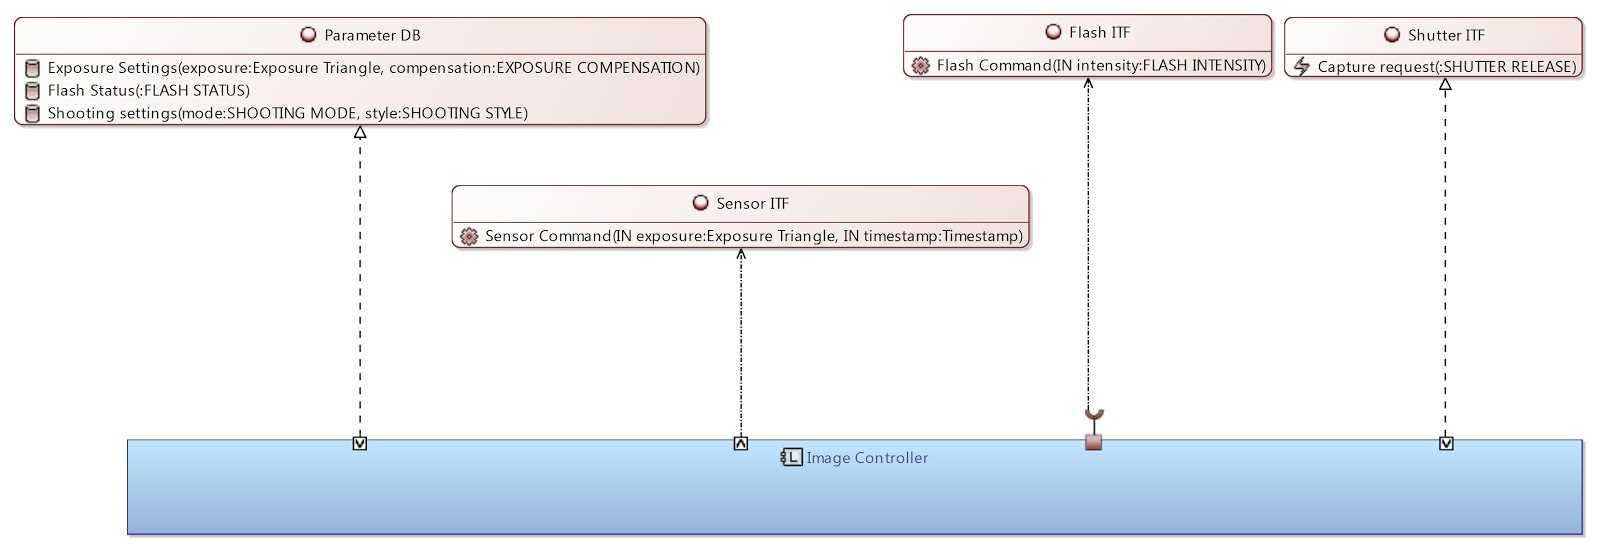 Parameter DB
Exposure Settings(exposure:Exposure Triangle, compensation:EXPOSURE COMPENSATION)
Flash Status(:FLASH STATUS)
Shooting settings(mode:SHOOTING MODE, style:SHOOTING STYLE)
Flash ITF
Flash Command(IN intensity:FLASH INTENSITY)
Shutter ITF
Capture request(:SHUTTER RELEASE)
Sensor ITF
Sensor Command(IN exposure:Exposure Triangle, IN timestamp:Timestamp)
L Image Controller